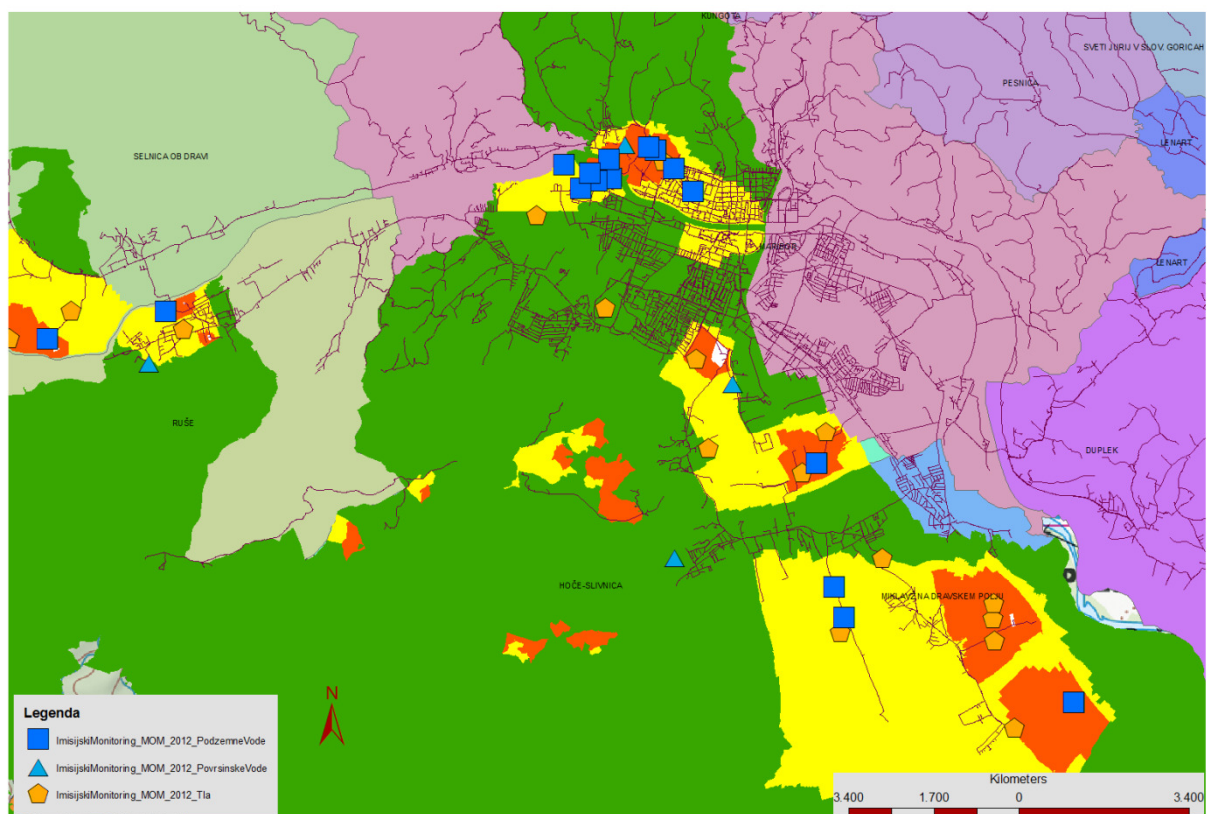 KUNGOTA
SVETI JURIJ V SLOV. GORICAH
PESNICA
LENART
SELNICA OB DRAVI
MARIBOR
LENART
RUŠE
DUPLEK
HOČE-SLIVNICA
MIKLAVŽ NA DRAVSKEM POLJU
N
Legenda
ImisijskiMonitoring_MOM_2012_PodzemneVode
ImisijskiMonitoring_MOM_2012_PovrsinskeVode
ImisijskiMonitoring_MOM_2012_Tla
Kilometers
3.400 1.700 0 3.400